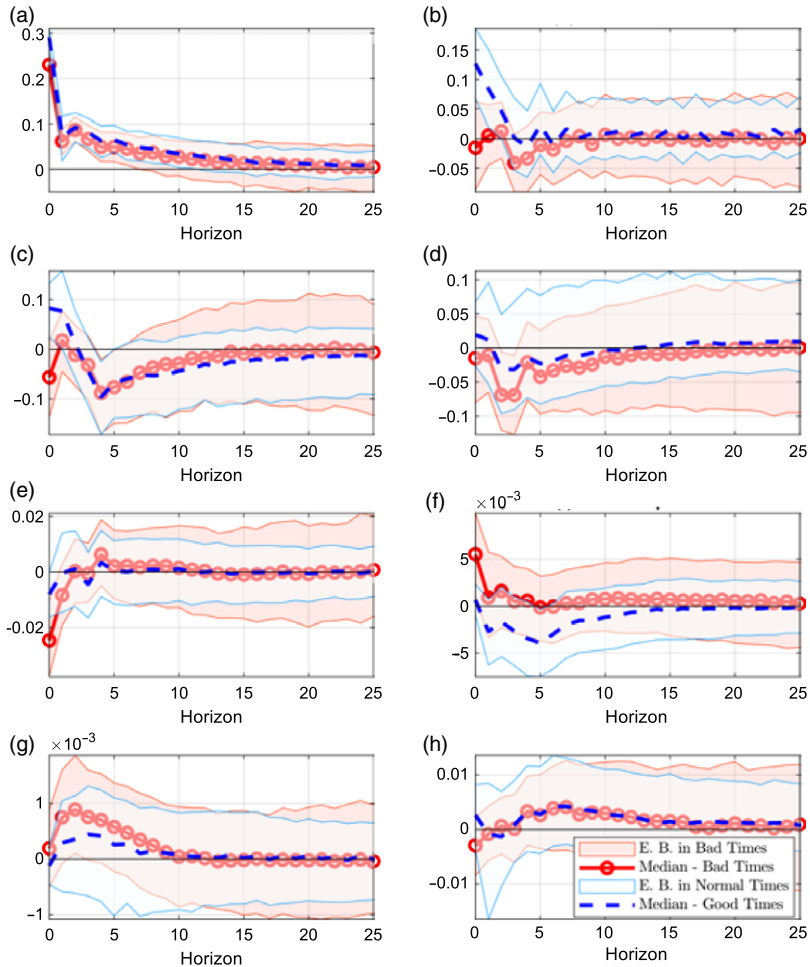 (a)
0.3
0.2
0.1
0
0 5 10 15 20 25
Horizon
(b)
0.15
0.15
0.05
0
−0.05
0 5 10 15 20 25
Horizon
(c)
0.1
0
−0.1
0 5 10 15 20 25
Horizon
(d)
0.1
0.05
0
−0.05
−0.1
0 5 10 15 20 25
Horizon
(e)
0.02
0
−0.02
0 5 10 15 20 25
Horizon
(f)
×10⁻³
5
0
−5
0 5 10 15 20 25
Horizon
(g)
×10⁻³
1
0
−1
0 5 10 15 20 25
Horizon
(h)
0.01
0
−0.01
E. B. in Bad Times
Median - Bad Times
E. B. in Normal Times
Median - Good Times
0 5 10 15 20 25
Horizon